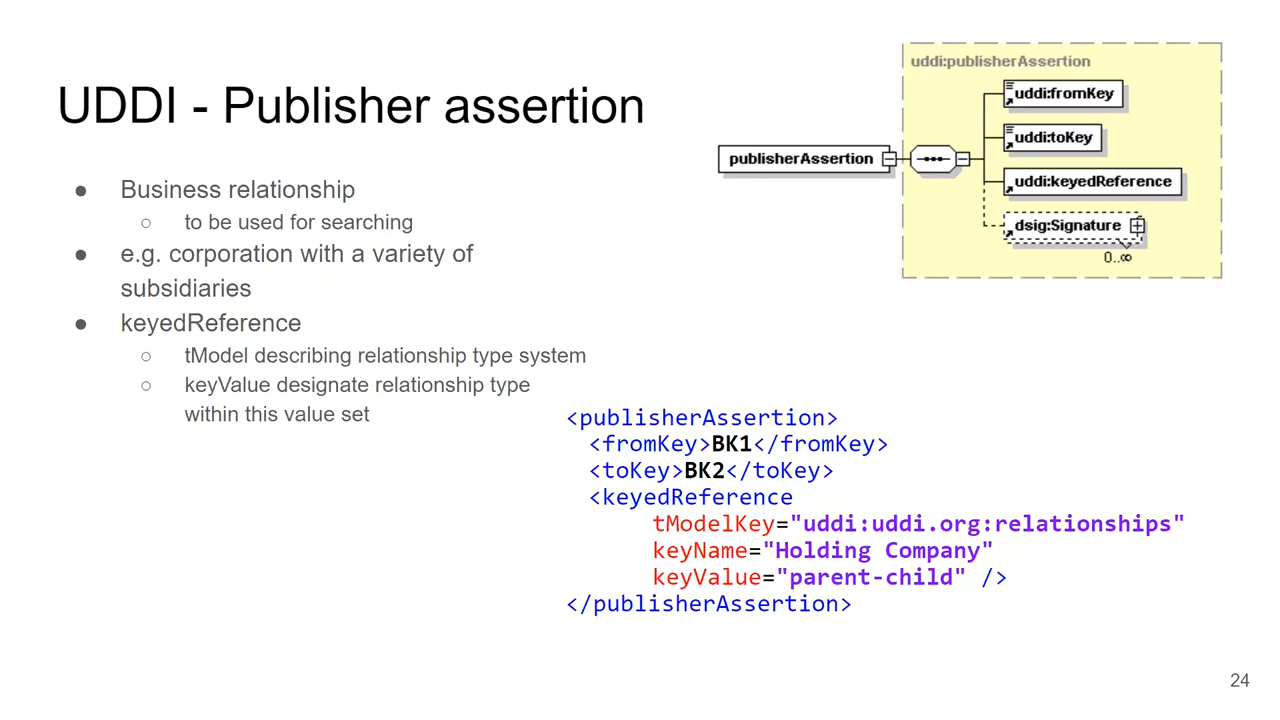 UDDI - Publisher assertion
● Business relationship
○ to be used for searching
● e.g. corporation with a variety of
subsidiaries
● keyedReference
○ tModel describing relationship type system
○ keyValue designate relationship type
within this value set
uddi:publisherAssertion
publisherAssertion
uddi:fromKey
uddi:toKey
uddi:keyedReference
dsig:Signature
0..∞
<publisherAssertion>
<fromKey>BK1</fromKey>
<toKey>BK2</toKey>
<keyedReference
tModelKey="uddi:uddi.org:relationships"
keyName="Holding Company"
keyValue="parent-child" />
</publisherAssertion>
24